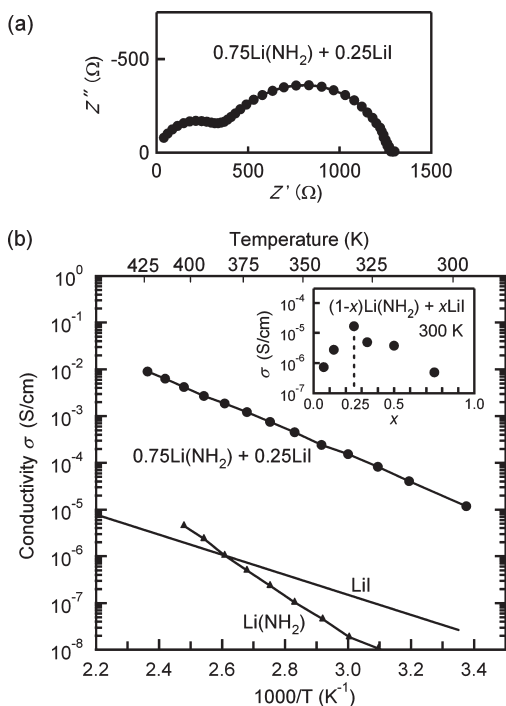 (a)
0.75Li(NH₂) + 0.25LiI
-500
0
Z″ (Ω)
0 500 1000 1500
Z′ (Ω)
(b)
Temperature (K)
425 400 375 350 325 300
10⁰
10⁻¹
10⁻²
10⁻³
10⁻⁴
10⁻⁵
10⁻⁶
10⁻⁷
10⁻⁸
Conductivity σ (S/cm)
(1-x)Li(NH₂) + xLiI
300 K
10⁻⁴
10⁻⁵
10⁻⁶
10⁻⁷
σ (S/cm)
0.0 0.25 0.5 1.0
x
0.75Li(NH₂) + 0.25LiI
LiI
Li(NH₂)
2.2 2.4 2.6 2.8 3.0 3.2 3.4
1000/T (K⁻¹)